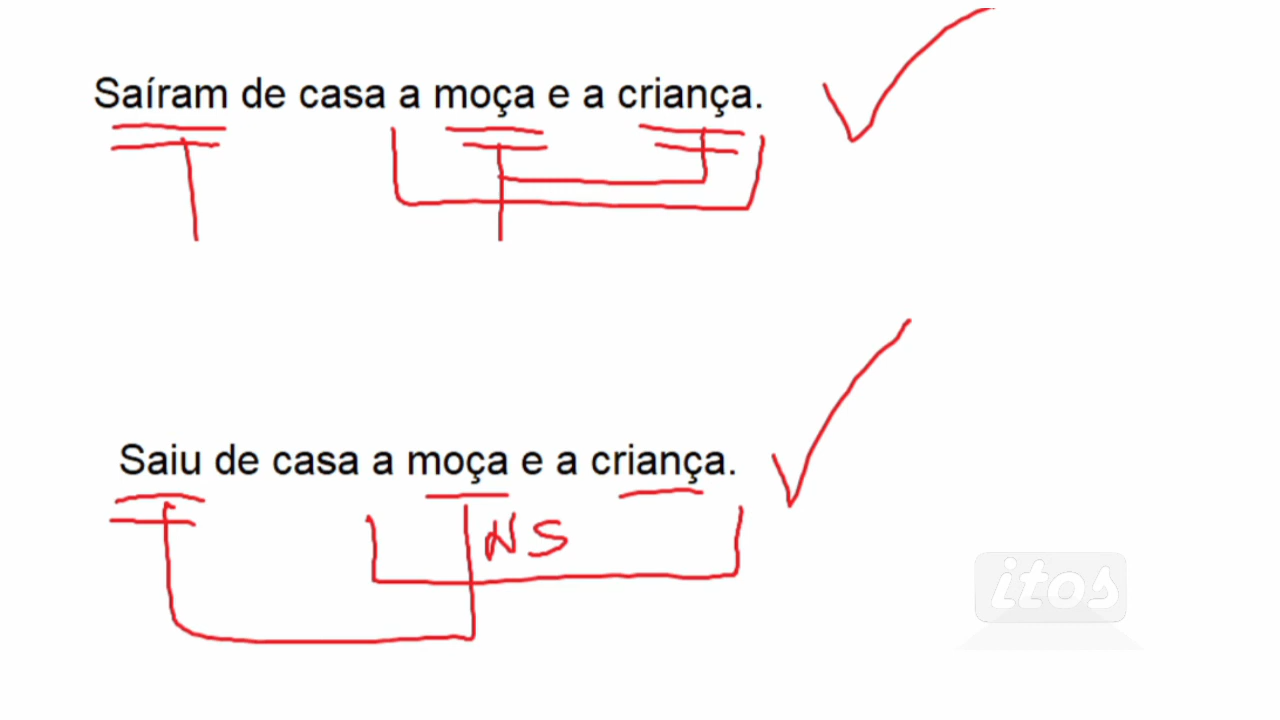 Saíram de casa a moça e a criança.
Saiu de casa a moça e a criança.
NS
itos